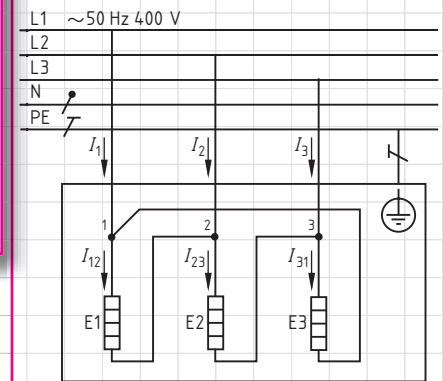 L1 ~50 Hz 400 V
L2
L3
N
PE
I1 I2 I3
1 2 3
I12 I23 I31
E1 E2 E3